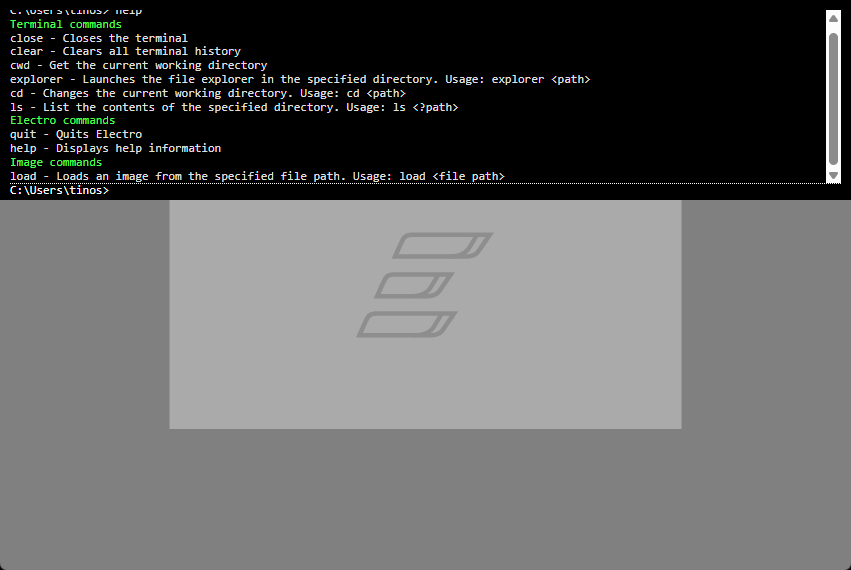 C:\Users\tinos> help
Terminal commands
close - Closes the terminal
clear - Clears all terminal history
cwd - Get the current working directory
explorer - Launches the file explorer in the specified directory. Usage: explorer <path>
cd - Changes the current working directory. Usage: cd <path>
ls - List the contents of the specified directory. Usage: ls <?path>
Electro commands
quit - Quits Electro
help - Displays help information
Image commands
load - Loads an image from the specified file path. Usage: load <file path>
C:\Users\tinos>